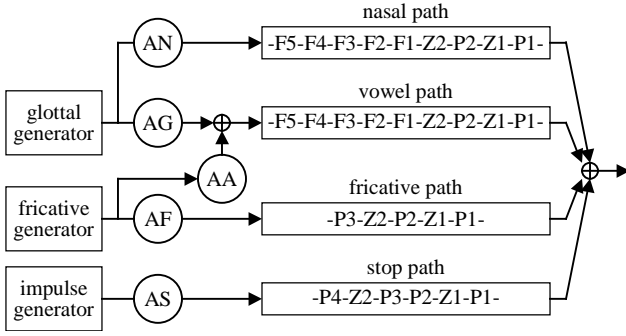 nasal path
AN
-F5-F4-F3-F2-F1-Z2-P2-Z1-P1-
glottal
generator
AG
vowel path
-F5-F4-F3-F2-F1-Z2-P2-Z1-P1-
AA
fricative
generator
AF
fricative path
-P3-Z2-P2-Z1-P1-
impulse
generator
AS
stop path
-P4-Z2-P3-P2-Z1-P1-